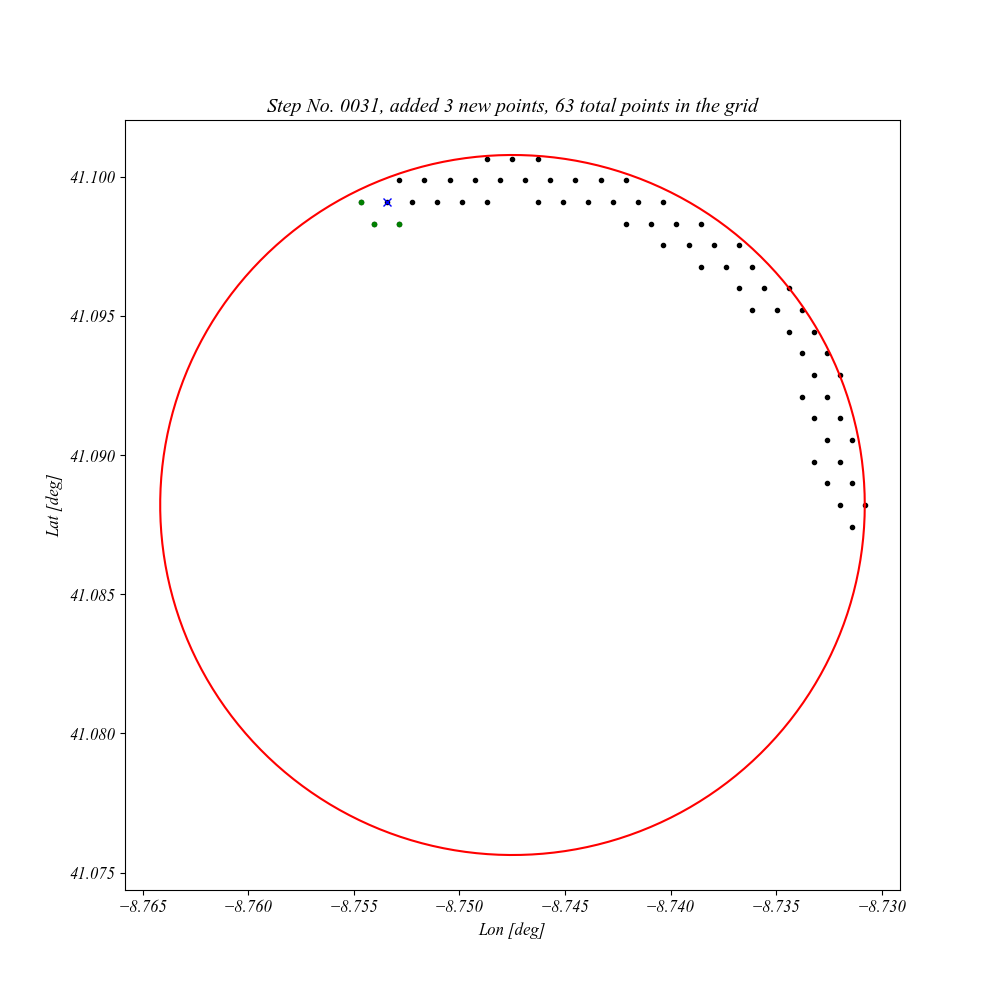 Step No. 0031, added 3 new points, 63 total points in the grid
41.100
41.095
41.090
41.085
41.080
41.075
Lat [deg]
−8.765 −8.760 −8.755 −8.750 −8.745 −8.740 −8.735 −8.730
Lon [deg]